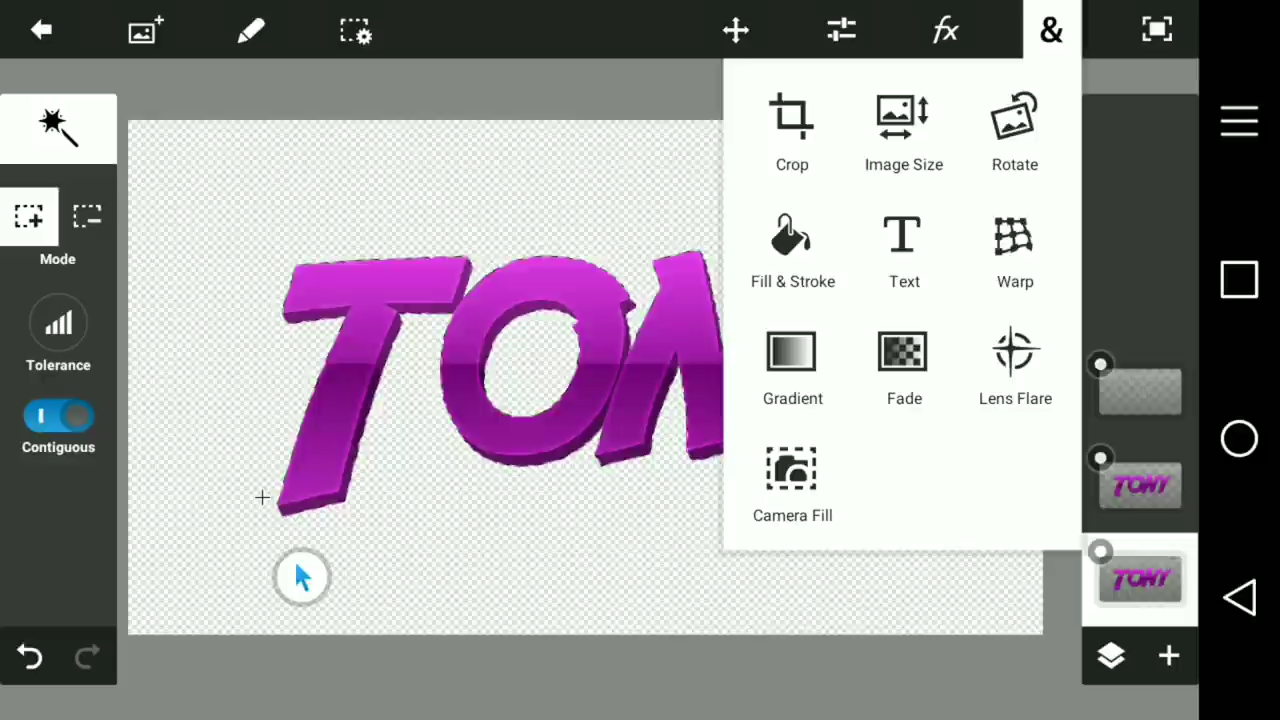 fx
&
Crop
Image Size
Rotate
Mode
Fill & Stroke
T
Text
Warp
Tolerance
Gradient
Fade
Lens Flare
Contiguous
Camera Fill
TONY
TONY